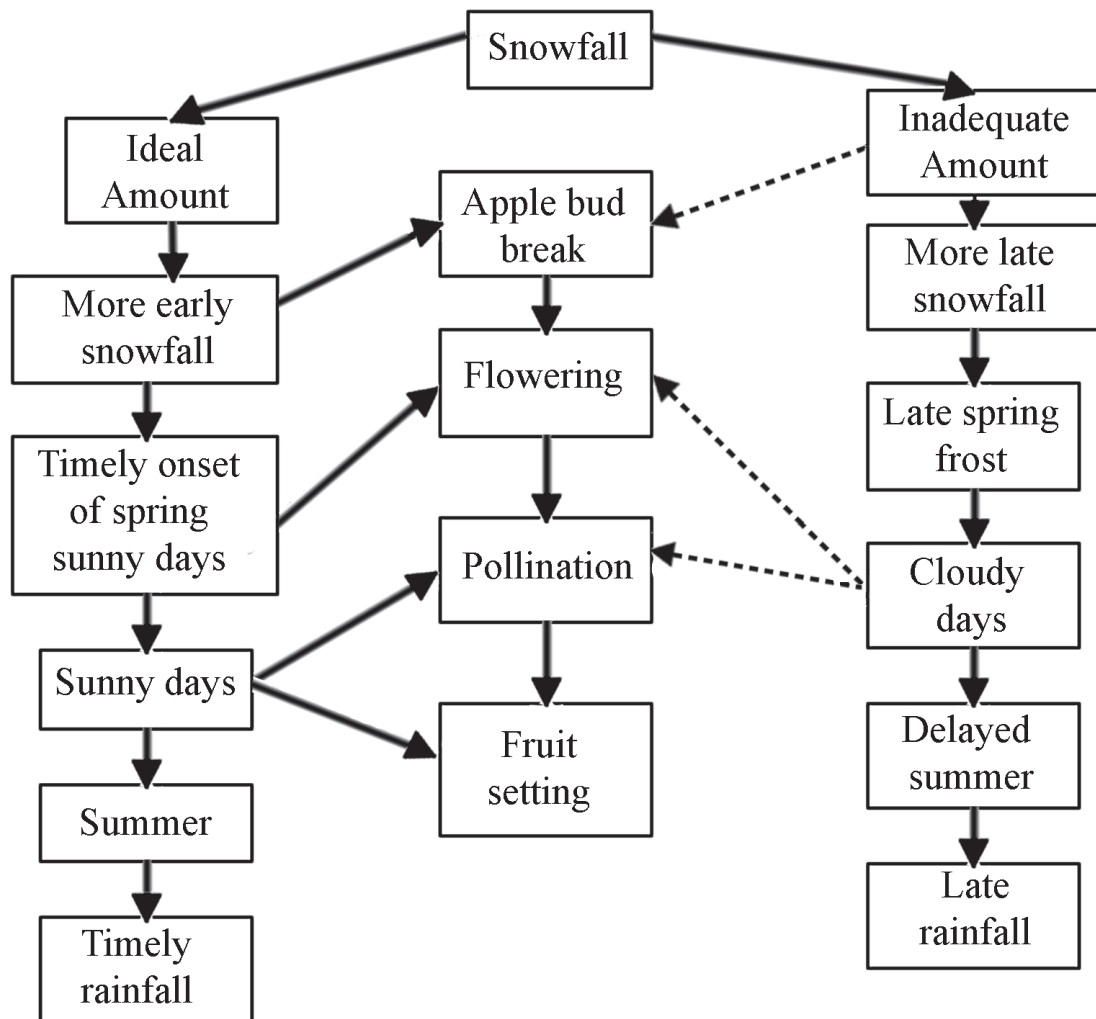 Snowfall
Ideal
Amount
More early
snowfall
Timely onset
of spring
sunny days
Sunny days
Summer
Timely
rainfall
Apple bud
break
Flowering
Pollination
Fruit
setting
Inadequate
Amount
More late
snowfall
Late spring
frost
Cloudy
days
Delayed
summer
Late
rainfall